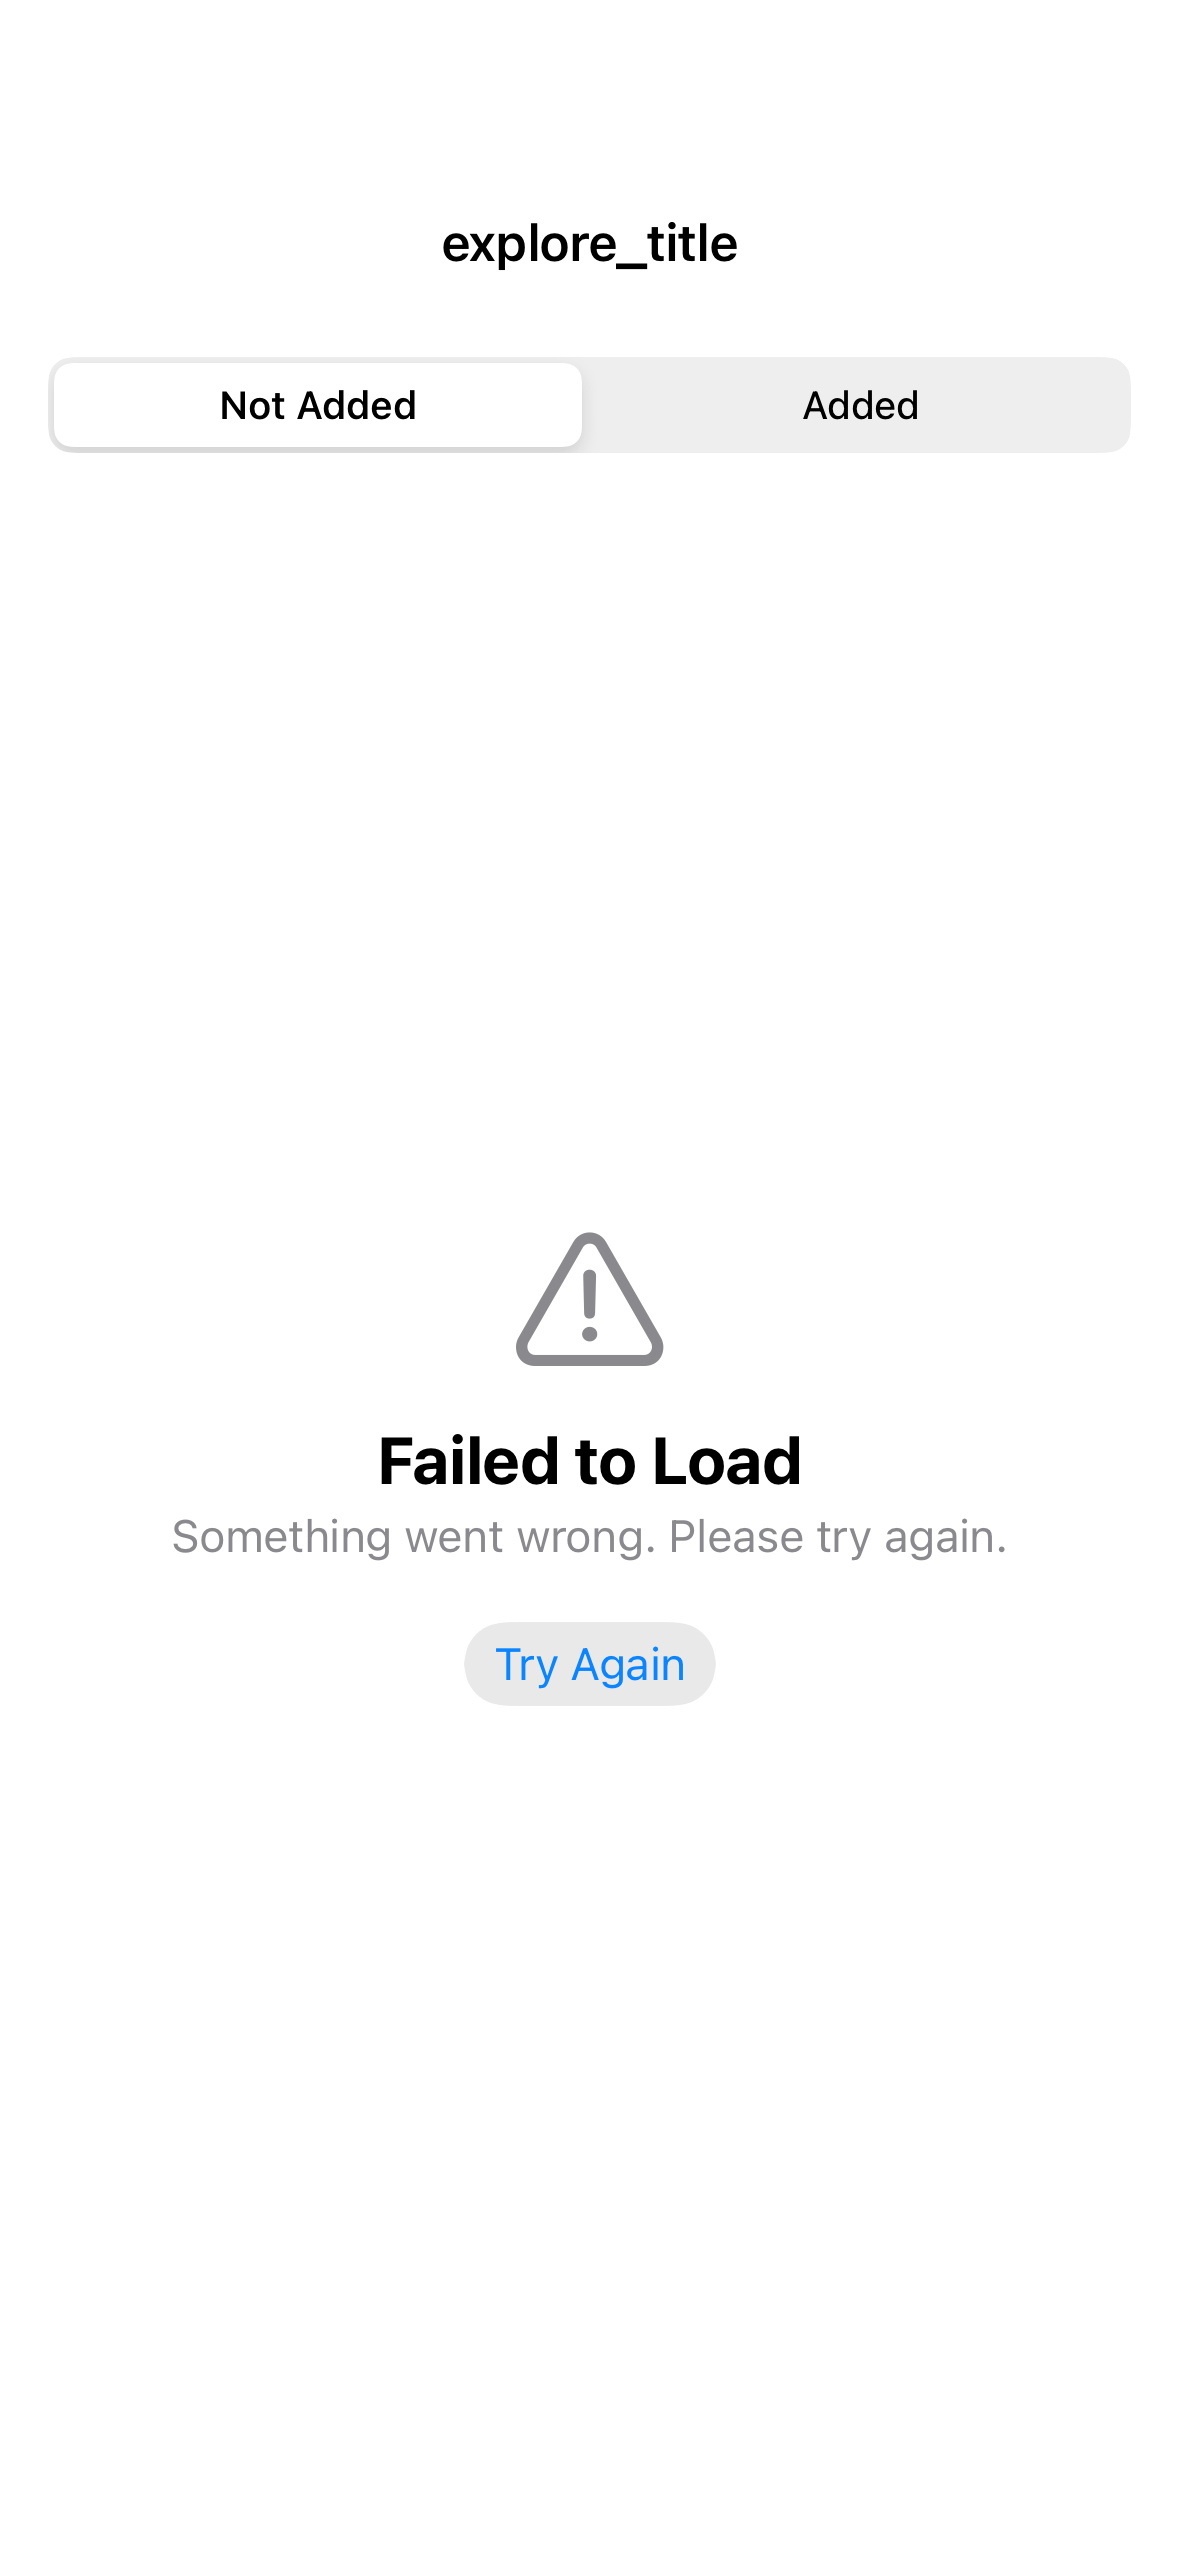 explore_title
Not Added
Added
Failed to Load
Something went wrong. Please try again.
Try Again